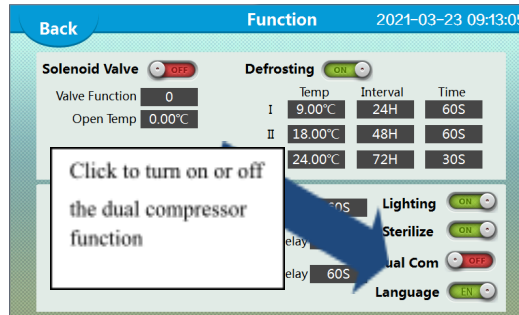 Back Function 2021-03-23 09:13:05
Solenoid Valve OFF Defrosting ON
Valve Function 0 Temp Interval Time
Open Temp 0.00℃ I 9.00℃ 24H 60S
II 18.00℃ 48H 60S
24.00℃ 72H 30S
Click to turn on or off
the dual compressor
function
60S Lighting ON
elay Sterilize ON
ual Com OFF
elay 60S Language EN